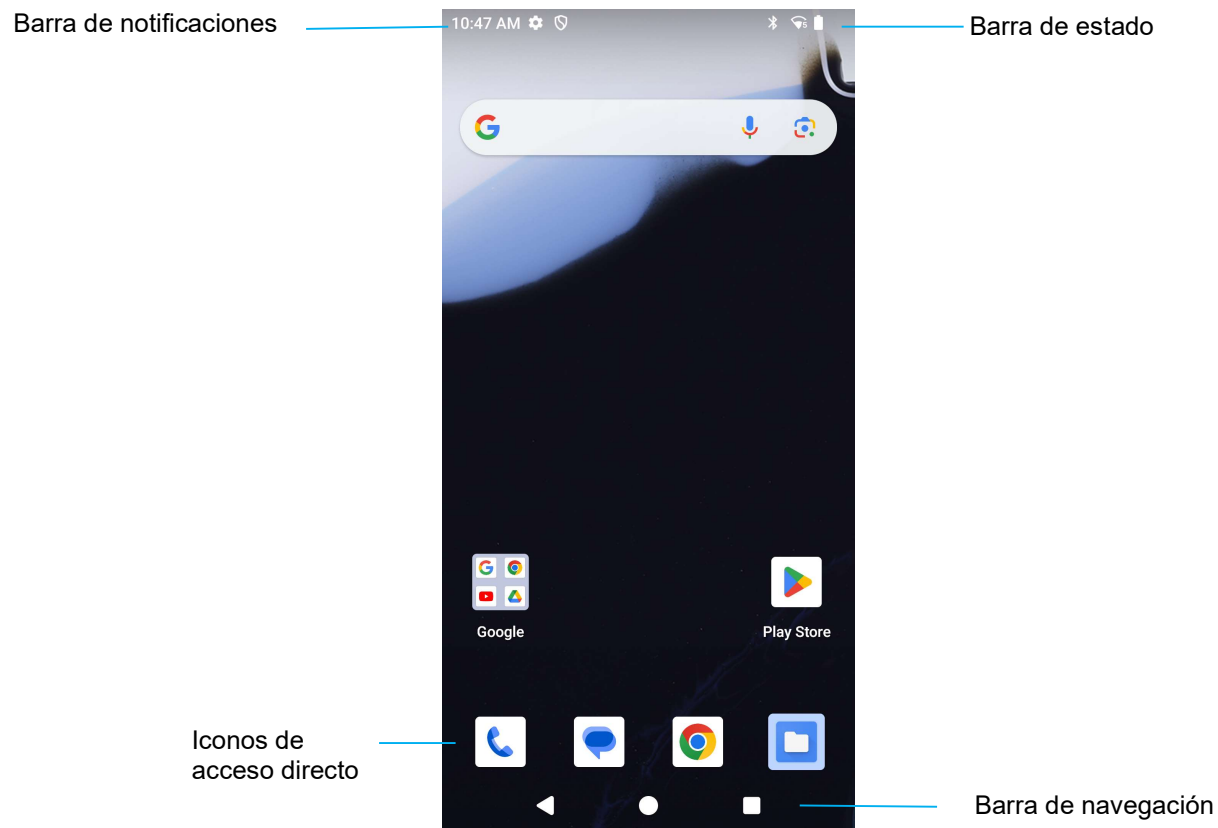 Barra de notificaciones
10:47 AM
5
Barra de estado
Google
Play Store
Iconos de
acceso directo
Barra de navegación